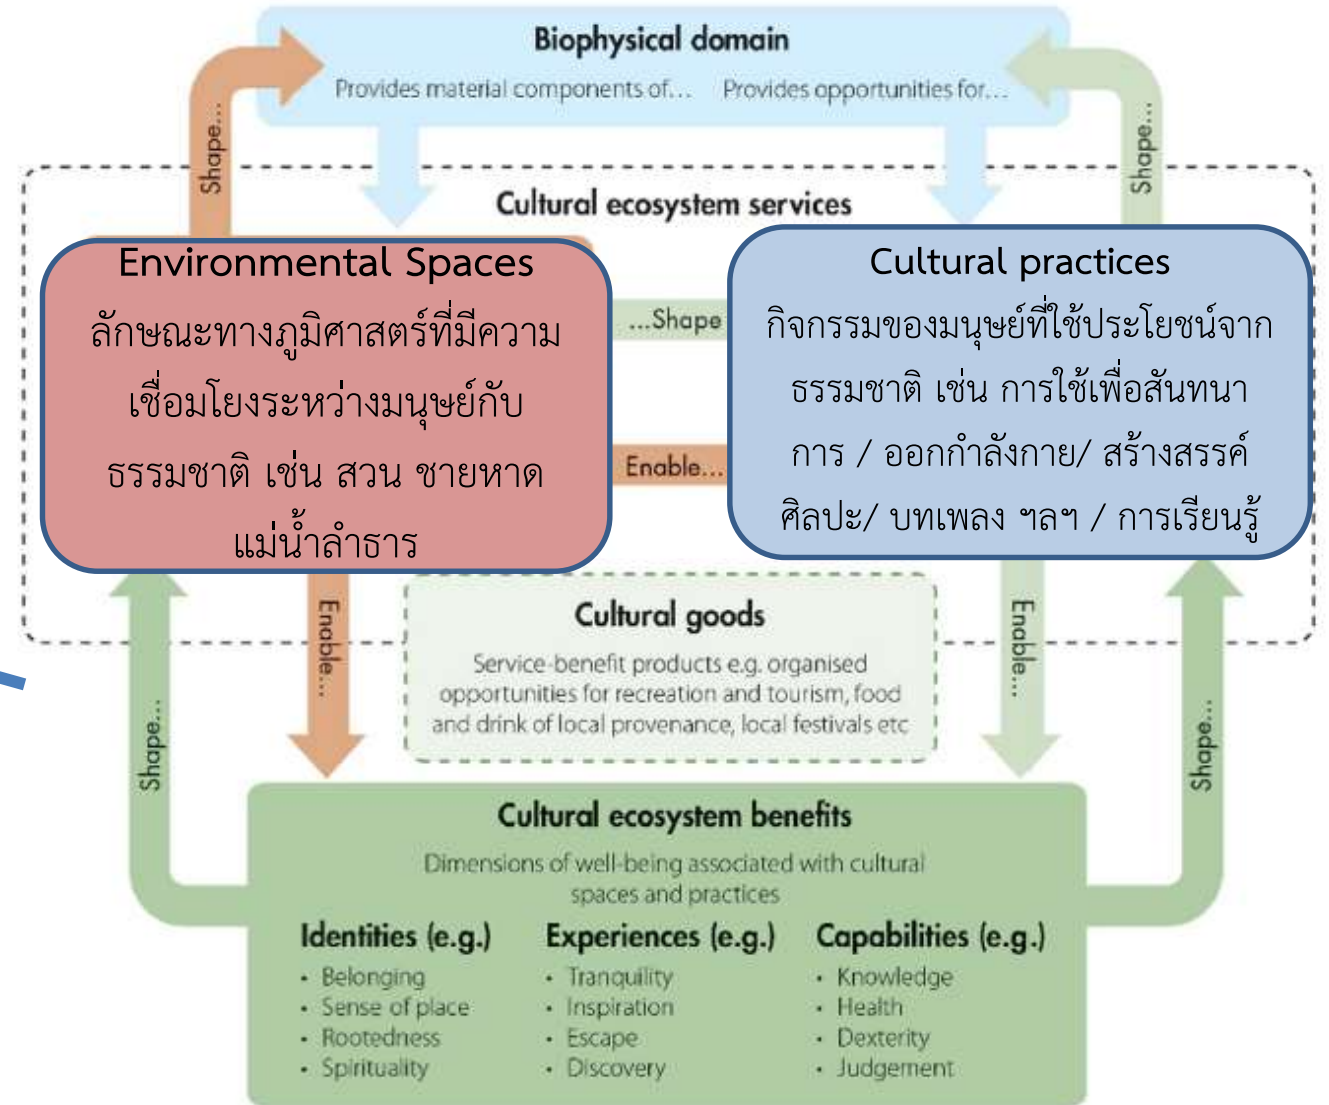 Biophysical domain
Provides material components of... Provides opportunities for...
Shape...
Shape...
Cultural ecosystem services
Environmental Spaces
ลักษณะทางภูมิศาสตร์ที่มีความ
เชื่อมโยงระหว่างมนุษย์กับ
ธรรมชาติ เช่น สวน ชายหาด
แม่น้ำลำธาร
...Shape
Enable...
Cultural practices
กิจกรรมของมนุษย์ที่ใช้ประโยชน์จาก
ธรรมชาติ เช่น การใช้เพื่อสันทนา
การ / ออกกำลังกาย/ สร้างสรรค์
ศิลปะ/ บทเพลง ฯลฯ / การเรียนรู้
Enable...
Cultural goods
Service-benefit products e.g. organised
opportunities for recreation and tourism, food
and drink of local provenance, local festivals etc
Enable...
Shape...
Shape...
Cultural ecosystem benefits
Dimensions of well-being associated with cultural
spaces and practices
Identities (e.g.)
• Belonging
• Sense of place
• Rootedness
• Spirituality
Experiences (e.g.)
• Tranquility
• Inspiration
• Escape
• Discovery
Capabilities (e.g.)
• Knowledge
• Health
• Dexterity
• Judgement